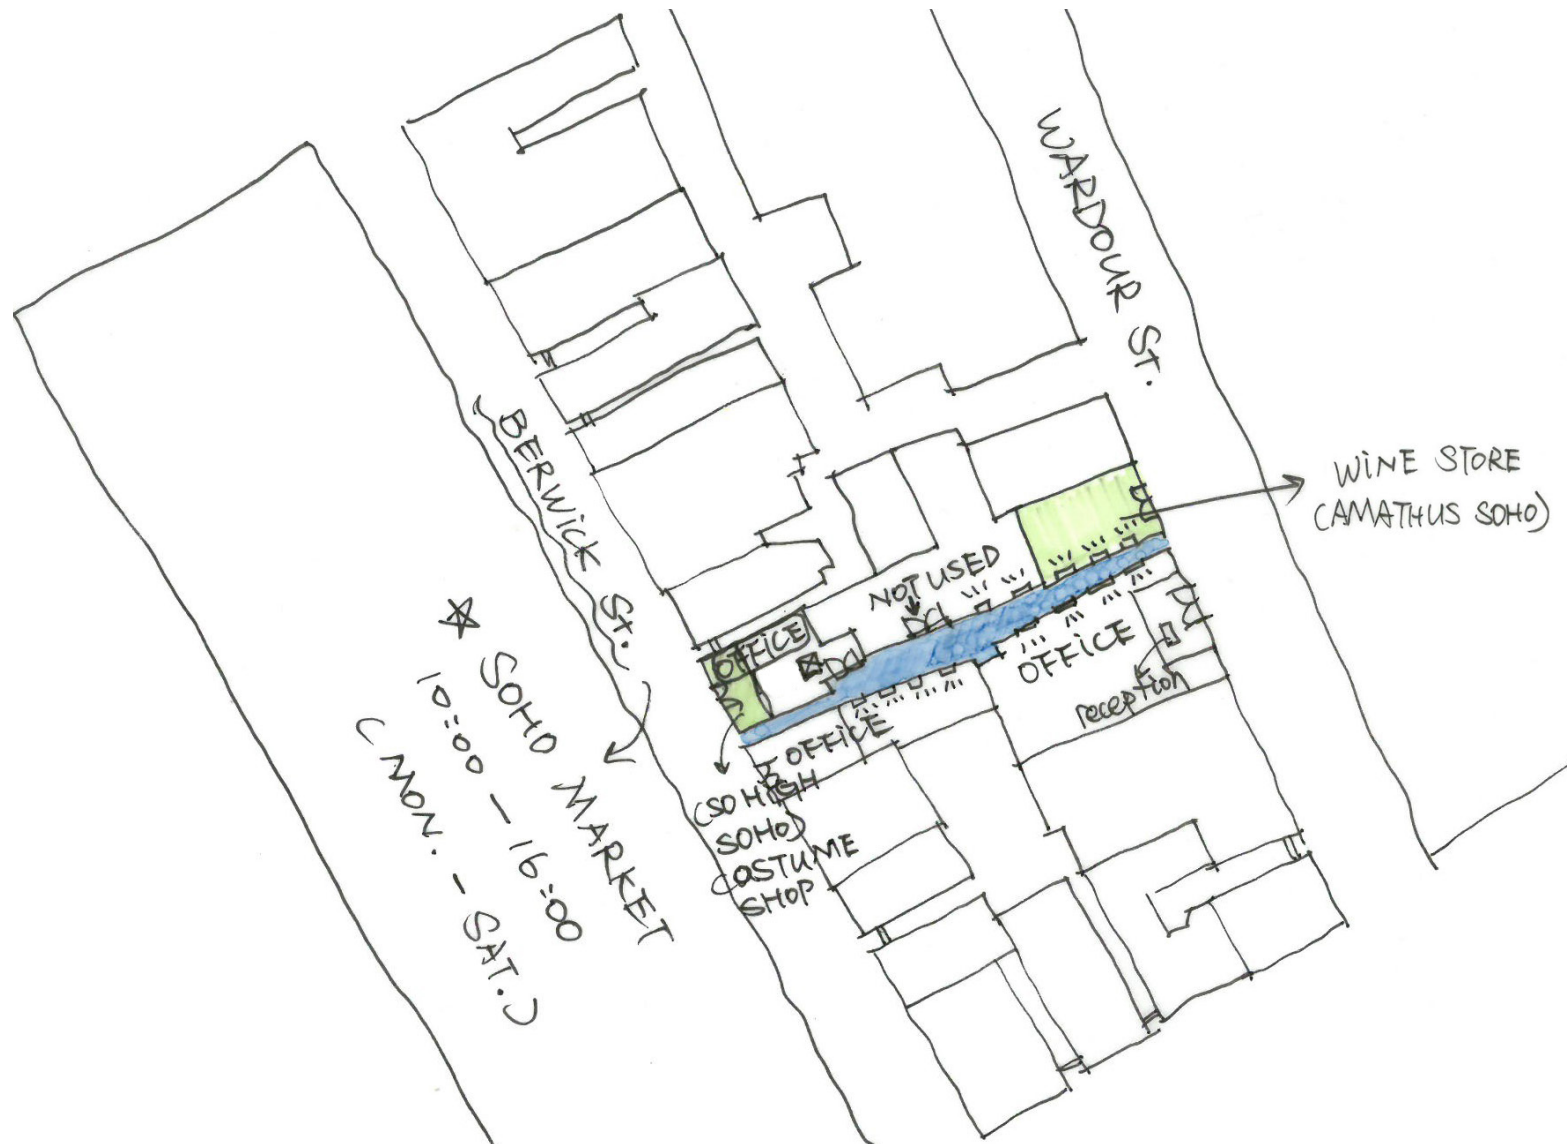 WARDOUR St.
WiNE STORE
(AMATHUS SOHO)
BERWiCK St.
NOT USED
OFFiCE
OFFiCE
reception
OFFiCE
(SO HiGH
SOHO)
COSTUME
SHOP
☆ SOHO MARKET
10:00 - 16:00
(MON. - SAT.)